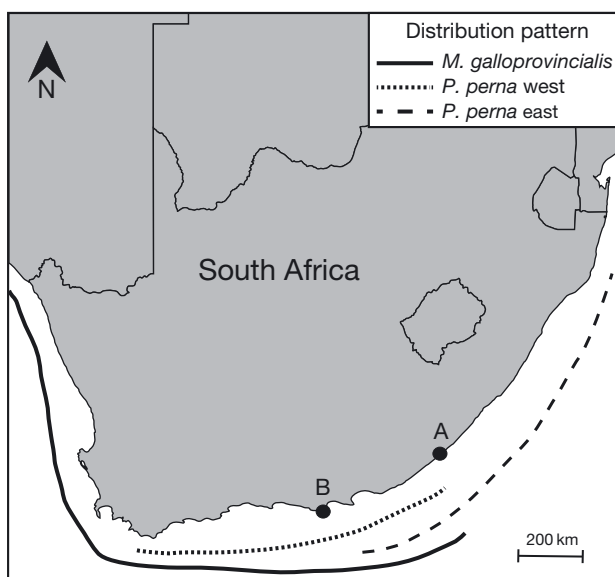 Distribution pattern
M. galloprovincialis
P. perna west
P. perna east
N
South Africa
A
B
200 km